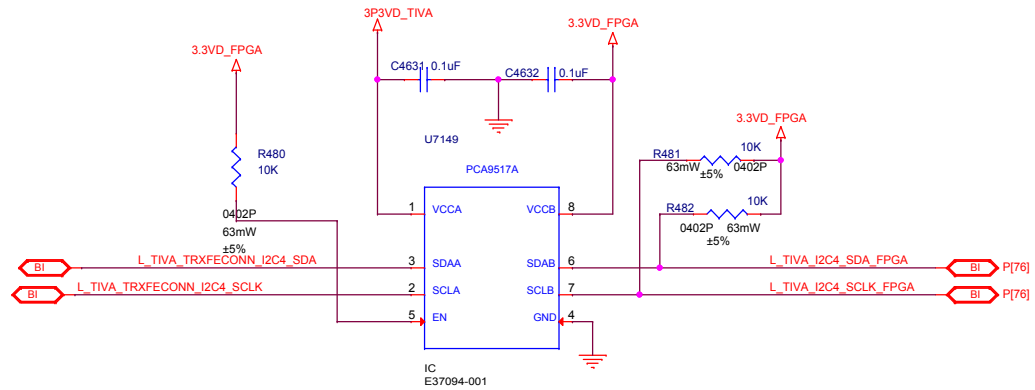 3P3VD_TIVA
3.3VD_FPGA
3.3VD_FPGA
C4631 0.1uF
C4632 0.1uF
3.3VD_FPGA
U7149
R480
10K
PCA9517A
R481 10K
63mW ±5% 0402P
R482 10K
0402P 63mW
±5%
0402P
63mW
±5%
1 VCCA VCCB 8
L_TIVA_TRXFECONN_I2C4_SDA
BI 3 SDAA SDAB 6 L_TIVA_I2C4_SDA_FPGA BI P[76]
L_TIVA_TRXFECONN_I2C4_SCLK
BI 2 SCLA SCLB 7 L_TIVA_I2C4_SCLK_FPGA BI P[76]
5 EN GND 4
IC
E37094-001